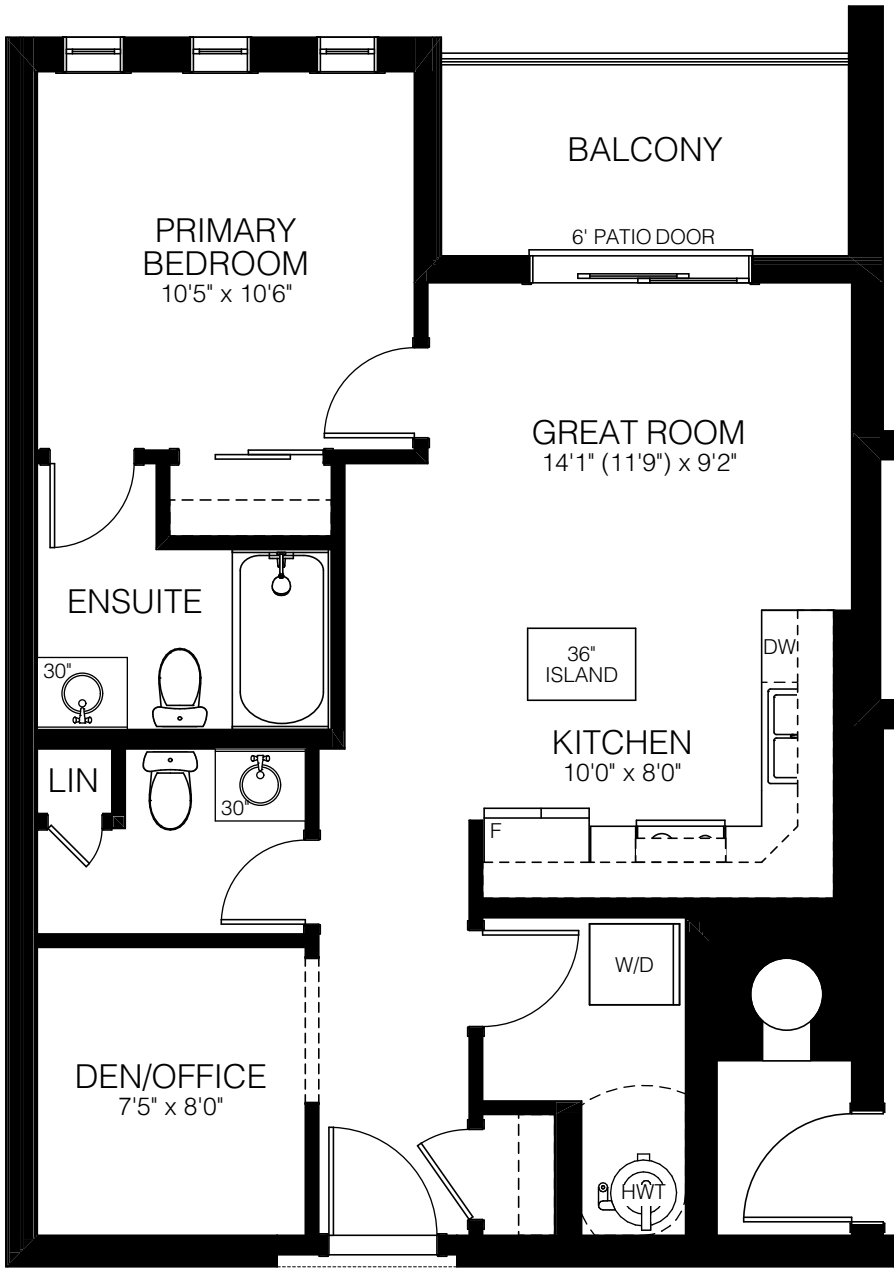 BALCONY
6' PATIO DOOR
PRIMARY
BEDROOM
10'5" x 10'6"
GREAT ROOM
14'1" (11'9") x 9'2"
ENSUITE
30"
36"
ISLAND
DW
KITCHEN
10'0" x 8'0"
LIN
30"
F
W/D
DEN/OFFICE
7'5" x 8'0"
HWT